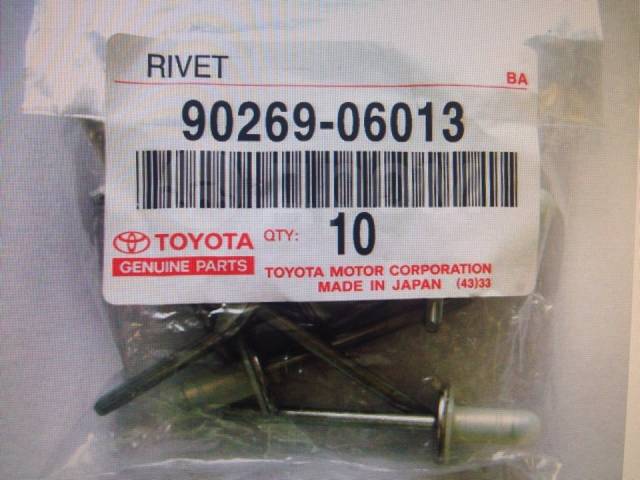 RIVET
BA
90269-06013
TOYOTA
GENUINE PARTS
QTY: 10
TOYOTA MOTOR CORPORATION
MADE IN JAPAN (43)33